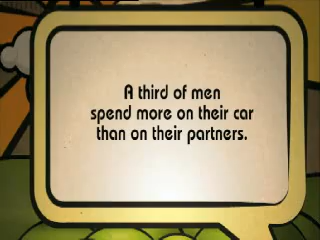 A third of men
spend more on their car
than on their partners.